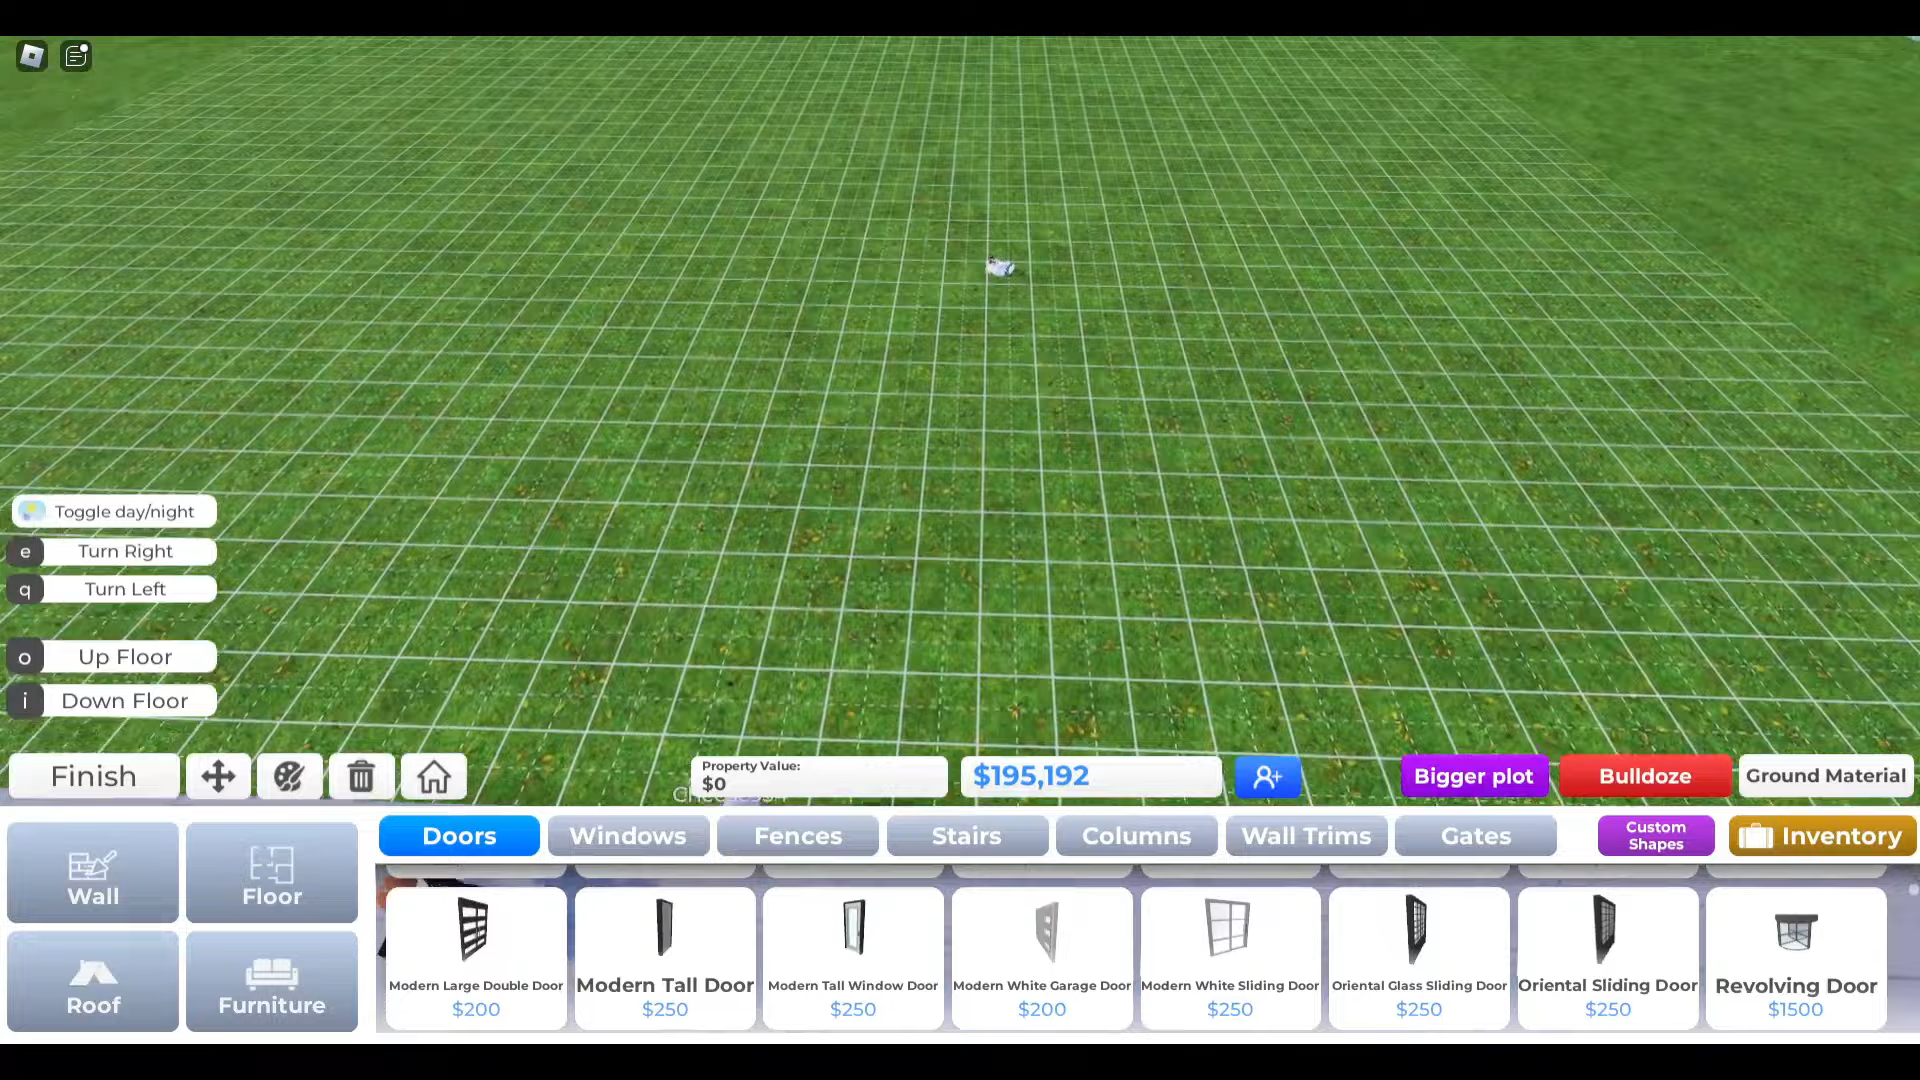 Toggle day/night
e Turn Right
q Turn Left
o Up Floor
i Down Floor
Finish
Property Value:
$0
$195,192
Bigger plot
Bulldoze
Ground Material
Wall
Floor
Roof
Furniture
Doors
Windows
Fences
Stairs
Columns
Wall Trims
Gates
Custom
Shapes
Inventory
Modern Large Double Door
$200
Modern Tall Door
$250
Modern Tall Window Door
$250
Modern White Garage Door
$200
Modern White Sliding Door
$250
Oriental Glass Sliding Door
$250
Oriental Sliding Door
$250
Revolving Door
$1500